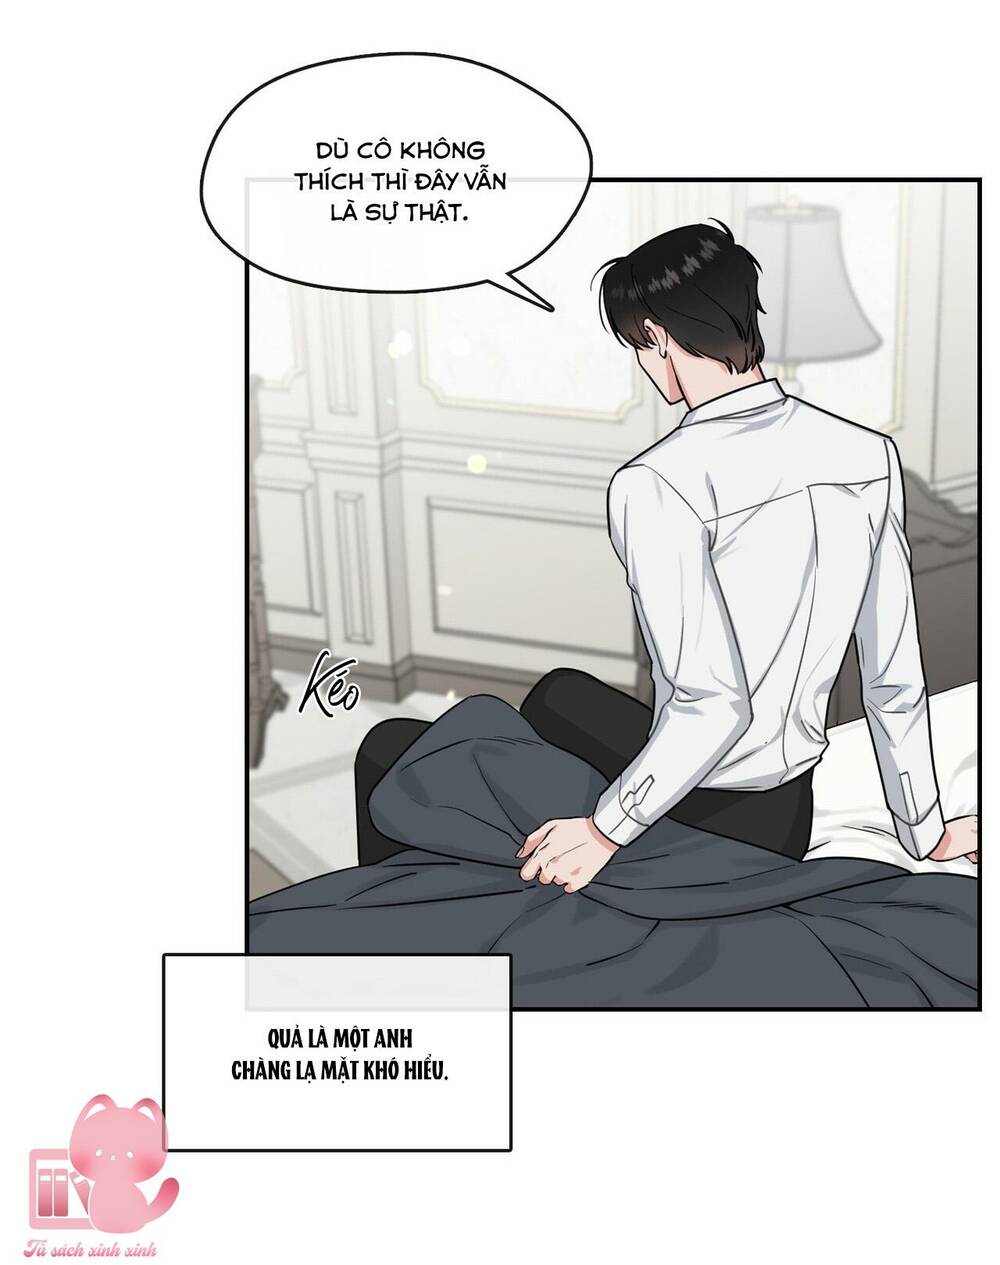 DÙ CÔ KHÔNG
THÍCH THÌ ĐÂY VẪN
LÀ SỰ THẬT.
Kéo
QUẢ LÀ MỘT ANH
CHÀNG LẠ MẶT KHÓ HIỂU.
Tủ sách xinh xinh